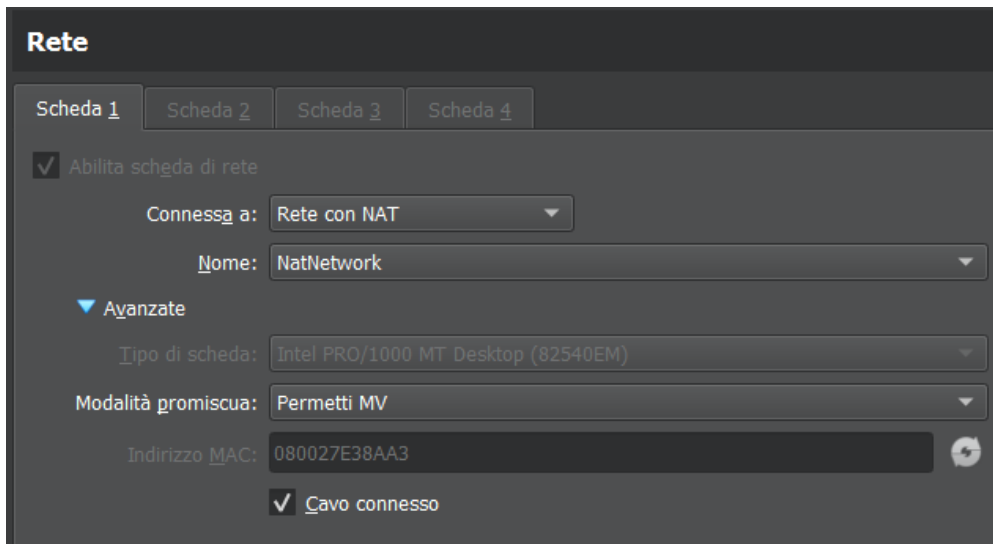 Rete
Scheda 1 Scheda 2 Scheda 3 Scheda 4
Abilita scheda di rete
Connessa a: Rete con NAT
Nome: NatNetwork
Avanzate
Tipo di scheda: Intel PRO/1000 MT Desktop (82540EM)
Modalità promiscua: Permetti MV
Indirizzo MAC: 080027E38AA3
Cavo connesso